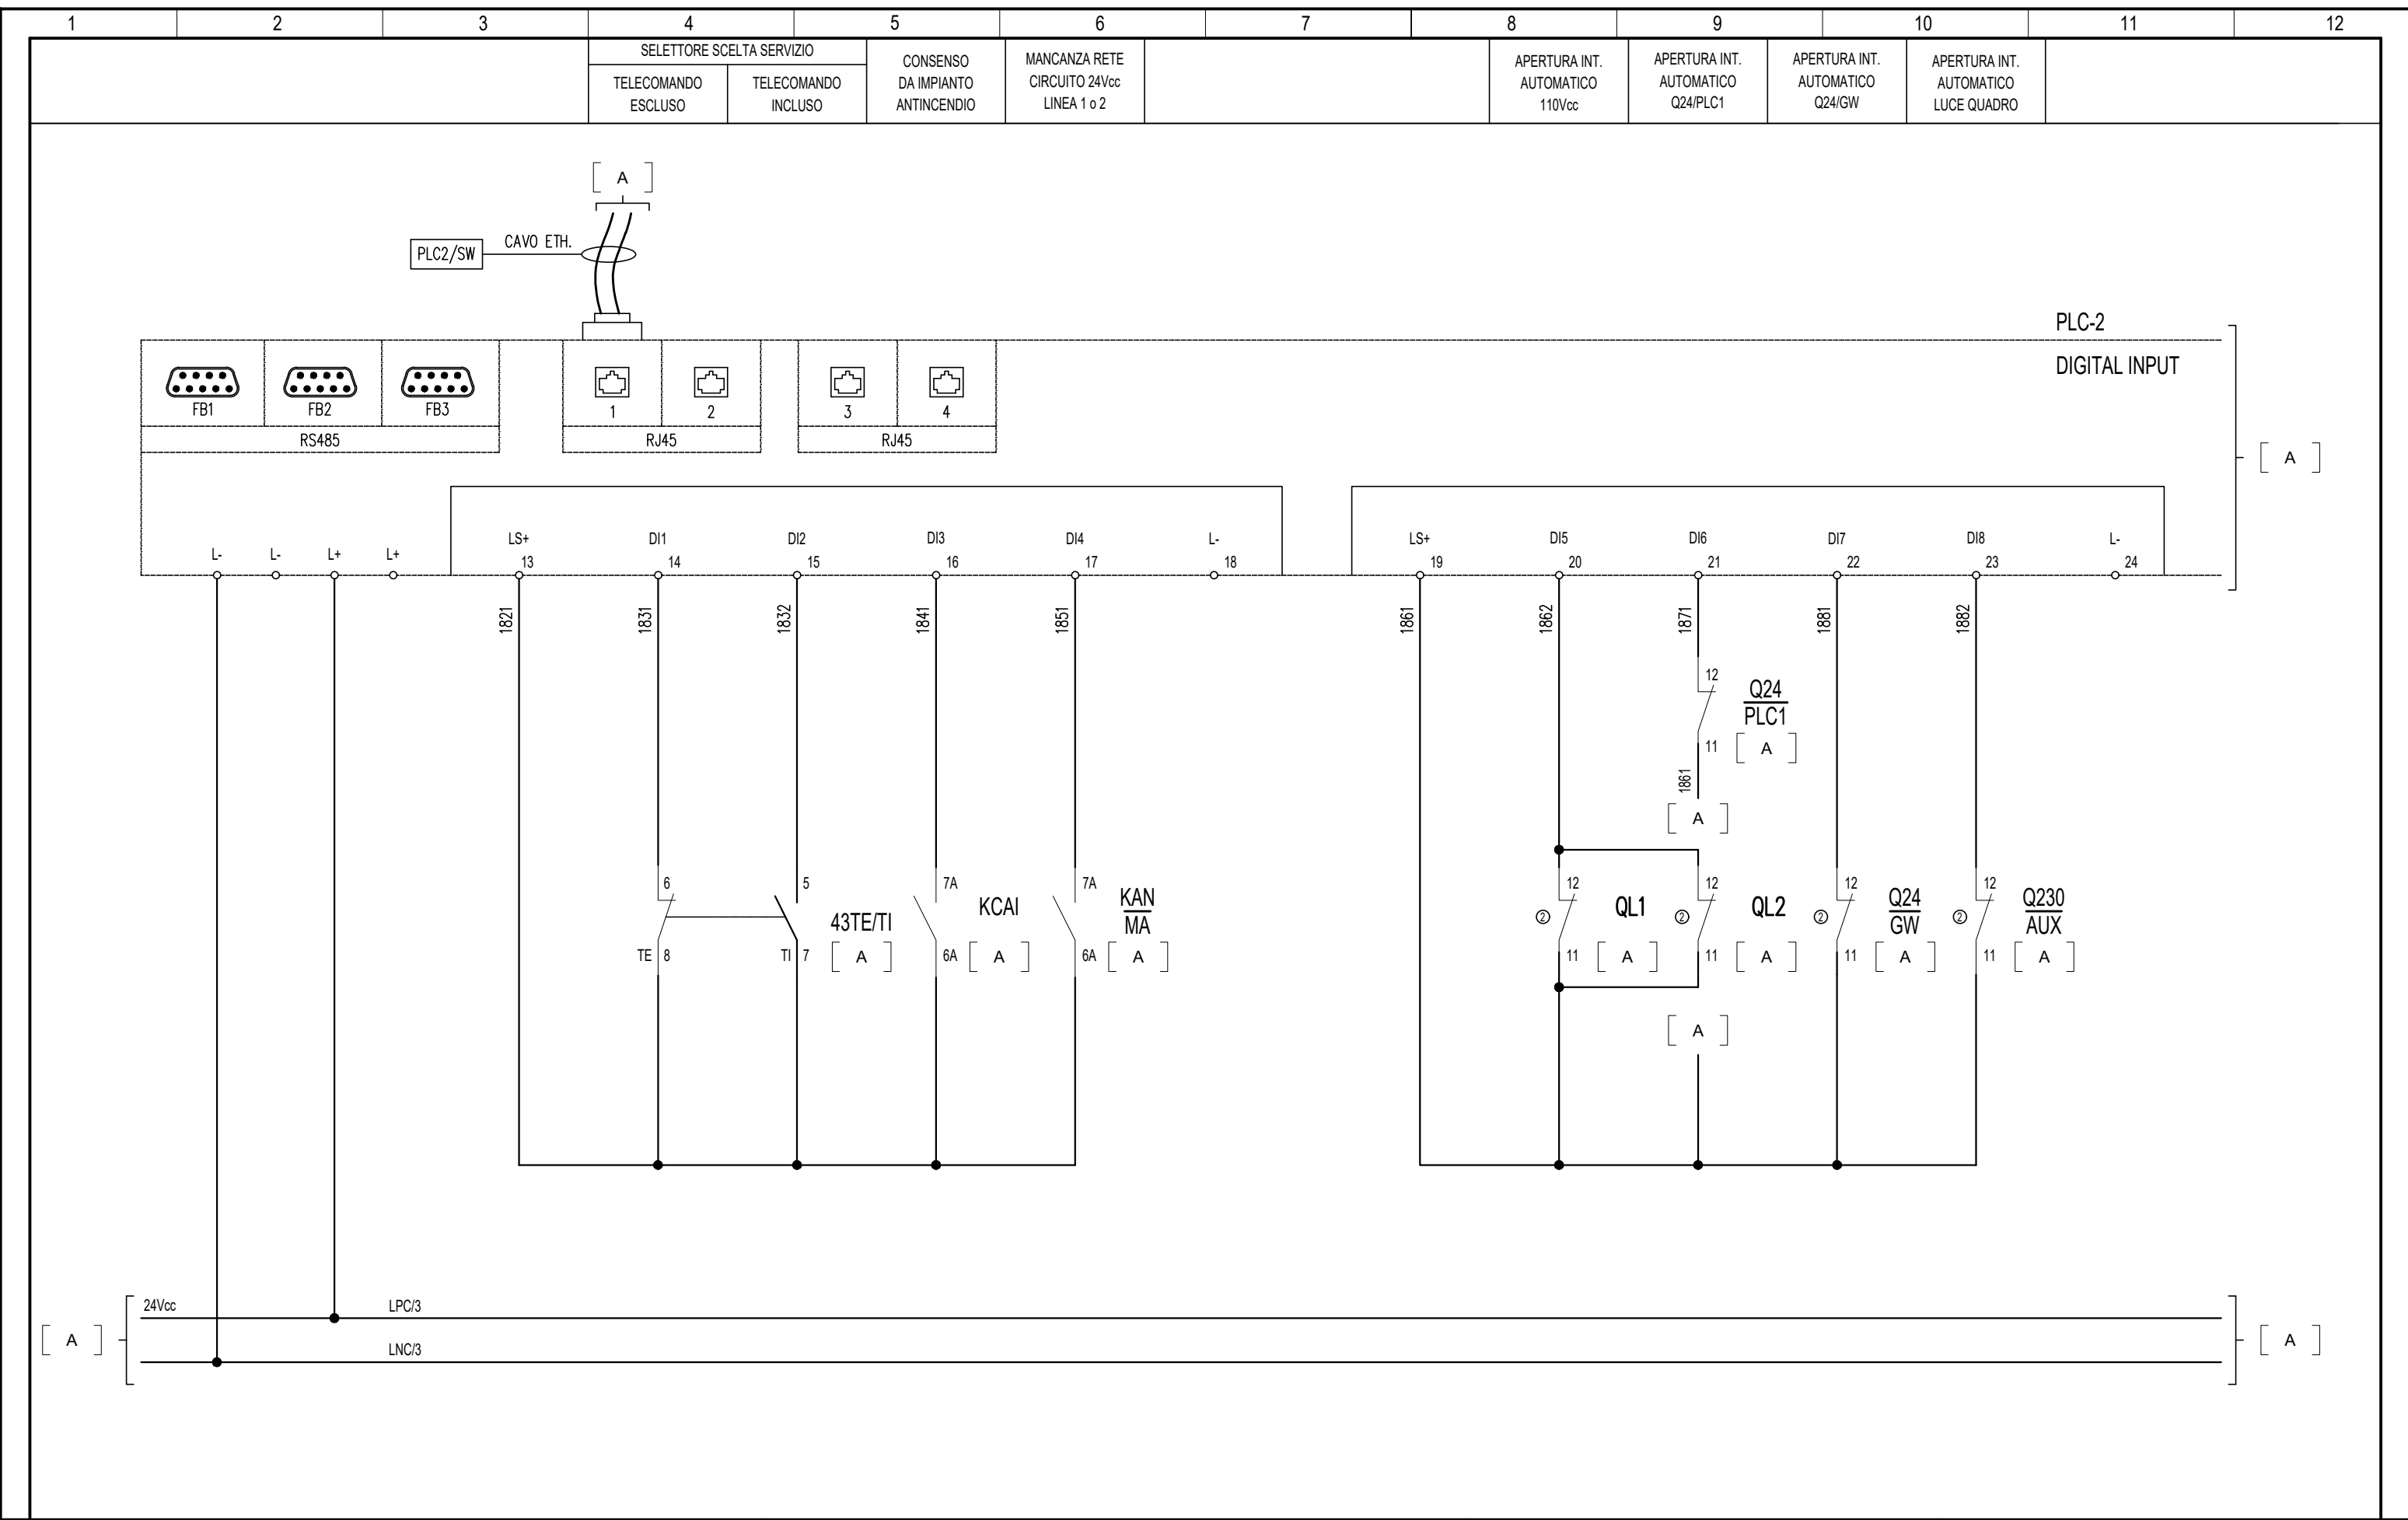 1 2 3 4 5 6 7 8 9 10 11 12
SELETTORE SCELTA SERVIZIO
TELECOMANDO
ESCLUSO
TELECOMANDO
INCLUSO
CONSENSO
DA IMPIANTO
ANTINCENDIO
MANCANZA RETE
CIRCUITO 24Vcc
LINEA 1 o 2
APERTURA INT.
AUTOMATICO
110Vcc
APERTURA INT.
AUTOMATICO
Q24/PLC1
APERTURA INT.
AUTOMATICO
Q24/GW
APERTURA INT.
AUTOMATICO
LUCE QUADRO
A
PLC2/SW
CAVO ETH.
PLC-2
DIGITAL INPUT
FB1 FB2 FB3
RS485
1 2
RJ45
3 4
RJ45
A
L- L- L+ L+
LS+ DI1 DI2 DI3 DI4 L-
13 14 15 16 17 18
LS+ DI5 DI6 DI7 DI8 L-
19 20 21 22 23 24
1821 1831 1832 1841 1851
1861 1862 1871 1881 1882
12
Q24
PLC1
11
A
1861
A
6
TE 8
5
TI 7
43TE/TI
A
7A
KCAI
6A
A
7A
KAN
MA
6A
A
12
2
QL1
11
A
12
2
QL2
11
A
12
2
Q24
GW
11
A
12
2
Q230
AUX
11
A
A
24Vcc
LPC/3
LNC/3
A
A